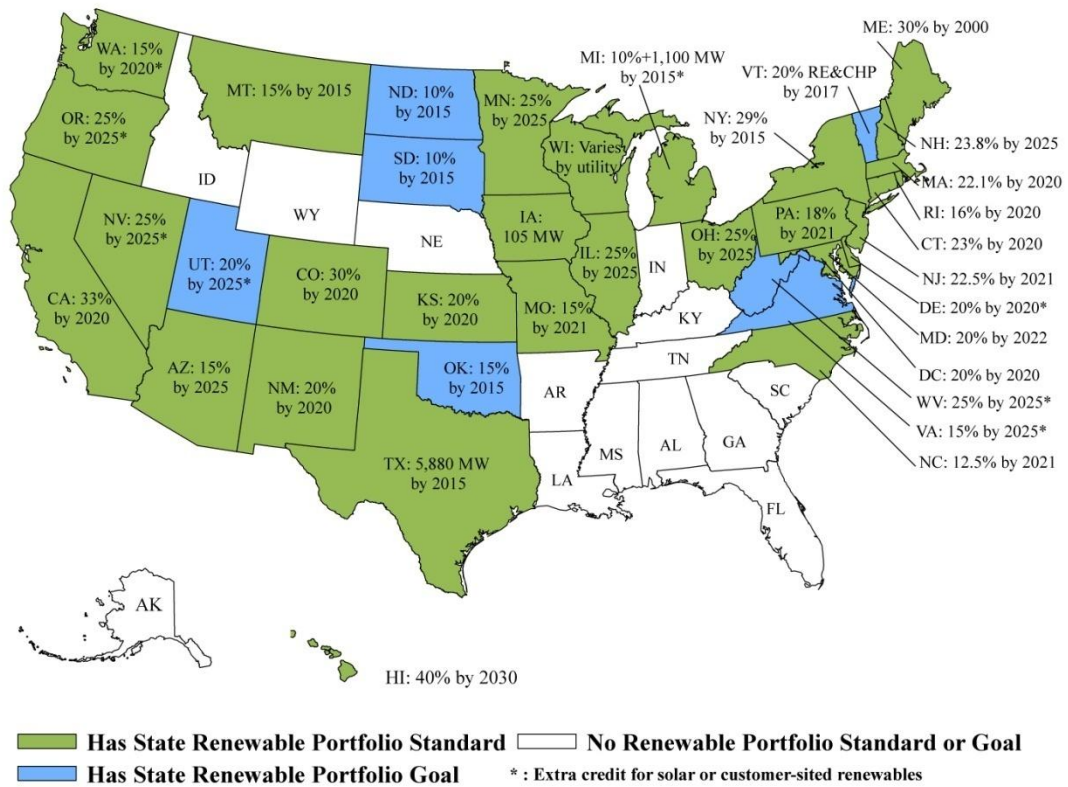 ME: 30% by 2000
WA: 15%
by 2020*
MI: 10%+1,100 MW
by 2015*
VT: 20% RE&CHP
by 2017
MT: 15% by 2015
ND: 10%
by 2015
MN: 25%
by 2025
OR: 25%
by 2025*
NY: 29%
by 2015
NH: 23.8% by 2025
WI: Varies
by utility
SD: 10%
by 2015
ID
MA: 22.1% by 2020
WY
RI: 16% by 2020
NV: 25%
by 2025*
IA:
105 MW
PA: 18%
by 2021
NE
OH: 25%
by 2025
CT: 23% by 2020
UT: 20%
by 2025*
CO: 30%
by 2020
IL: 25%
by 2025
IN
NJ: 22.5% by 2021
CA: 33%
by 2020
KS: 20%
by 2020
MO: 15%
by 2021
DE: 20% by 2020*
KY
MD: 20% by 2022
AZ: 15%
by 2025
NM: 20%
by 2020
OK: 15%
by 2015
TN
DC: 20% by 2020
AR
SC
WV: 25% by 2025*
VA: 15% by 2025*
MS
AL
GA
NC: 12.5% by 2021
TX: 5,880 MW
by 2015
LA
FL
AK
HI: 40% by 2030
Has State Renewable Portfolio Standard
No Renewable Portfolio Standard or Goal
Has State Renewable Portfolio Goal
* : Extra credit for solar or customer-sited renewables